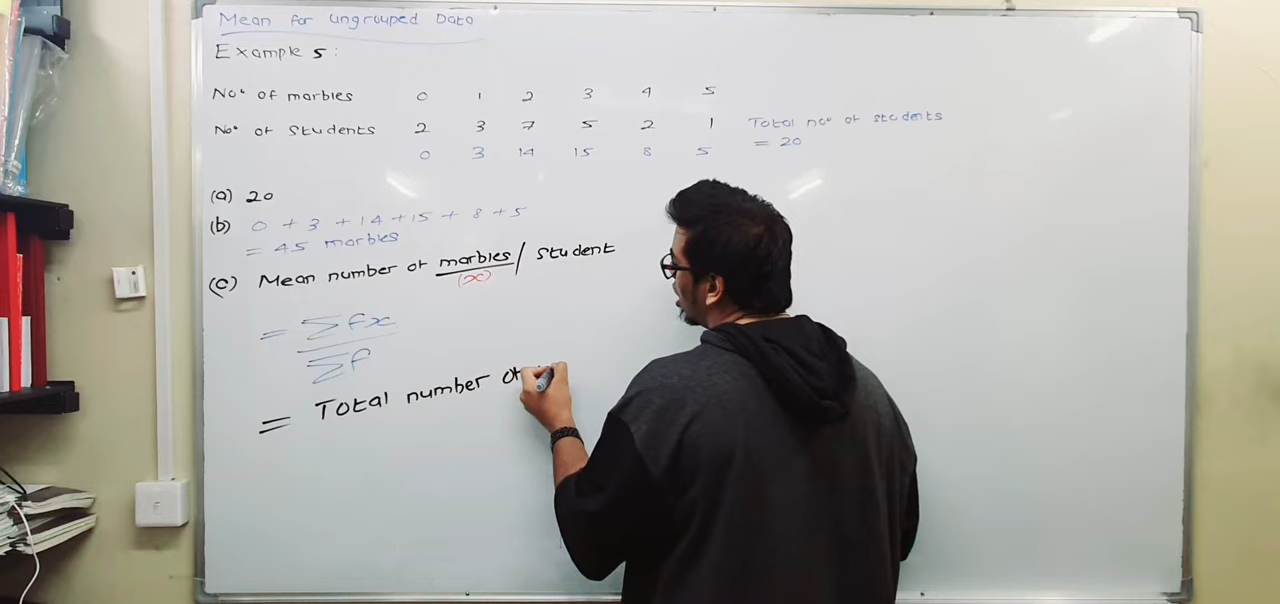 Mean for ungrouped Data
Example 5:
No. of marbles 0 1 2 3 4 5
No. of Students 2 3 7 5 2 1 Total no. of students
0 3 14 15 8 5 = 20
(a) 20
(b) 0 + 3 + 14 + 15 + 8 + 5
= 45 marbles
(c) Mean number of marbles / student
(x)
= ∑fx
∑f
= Total number of